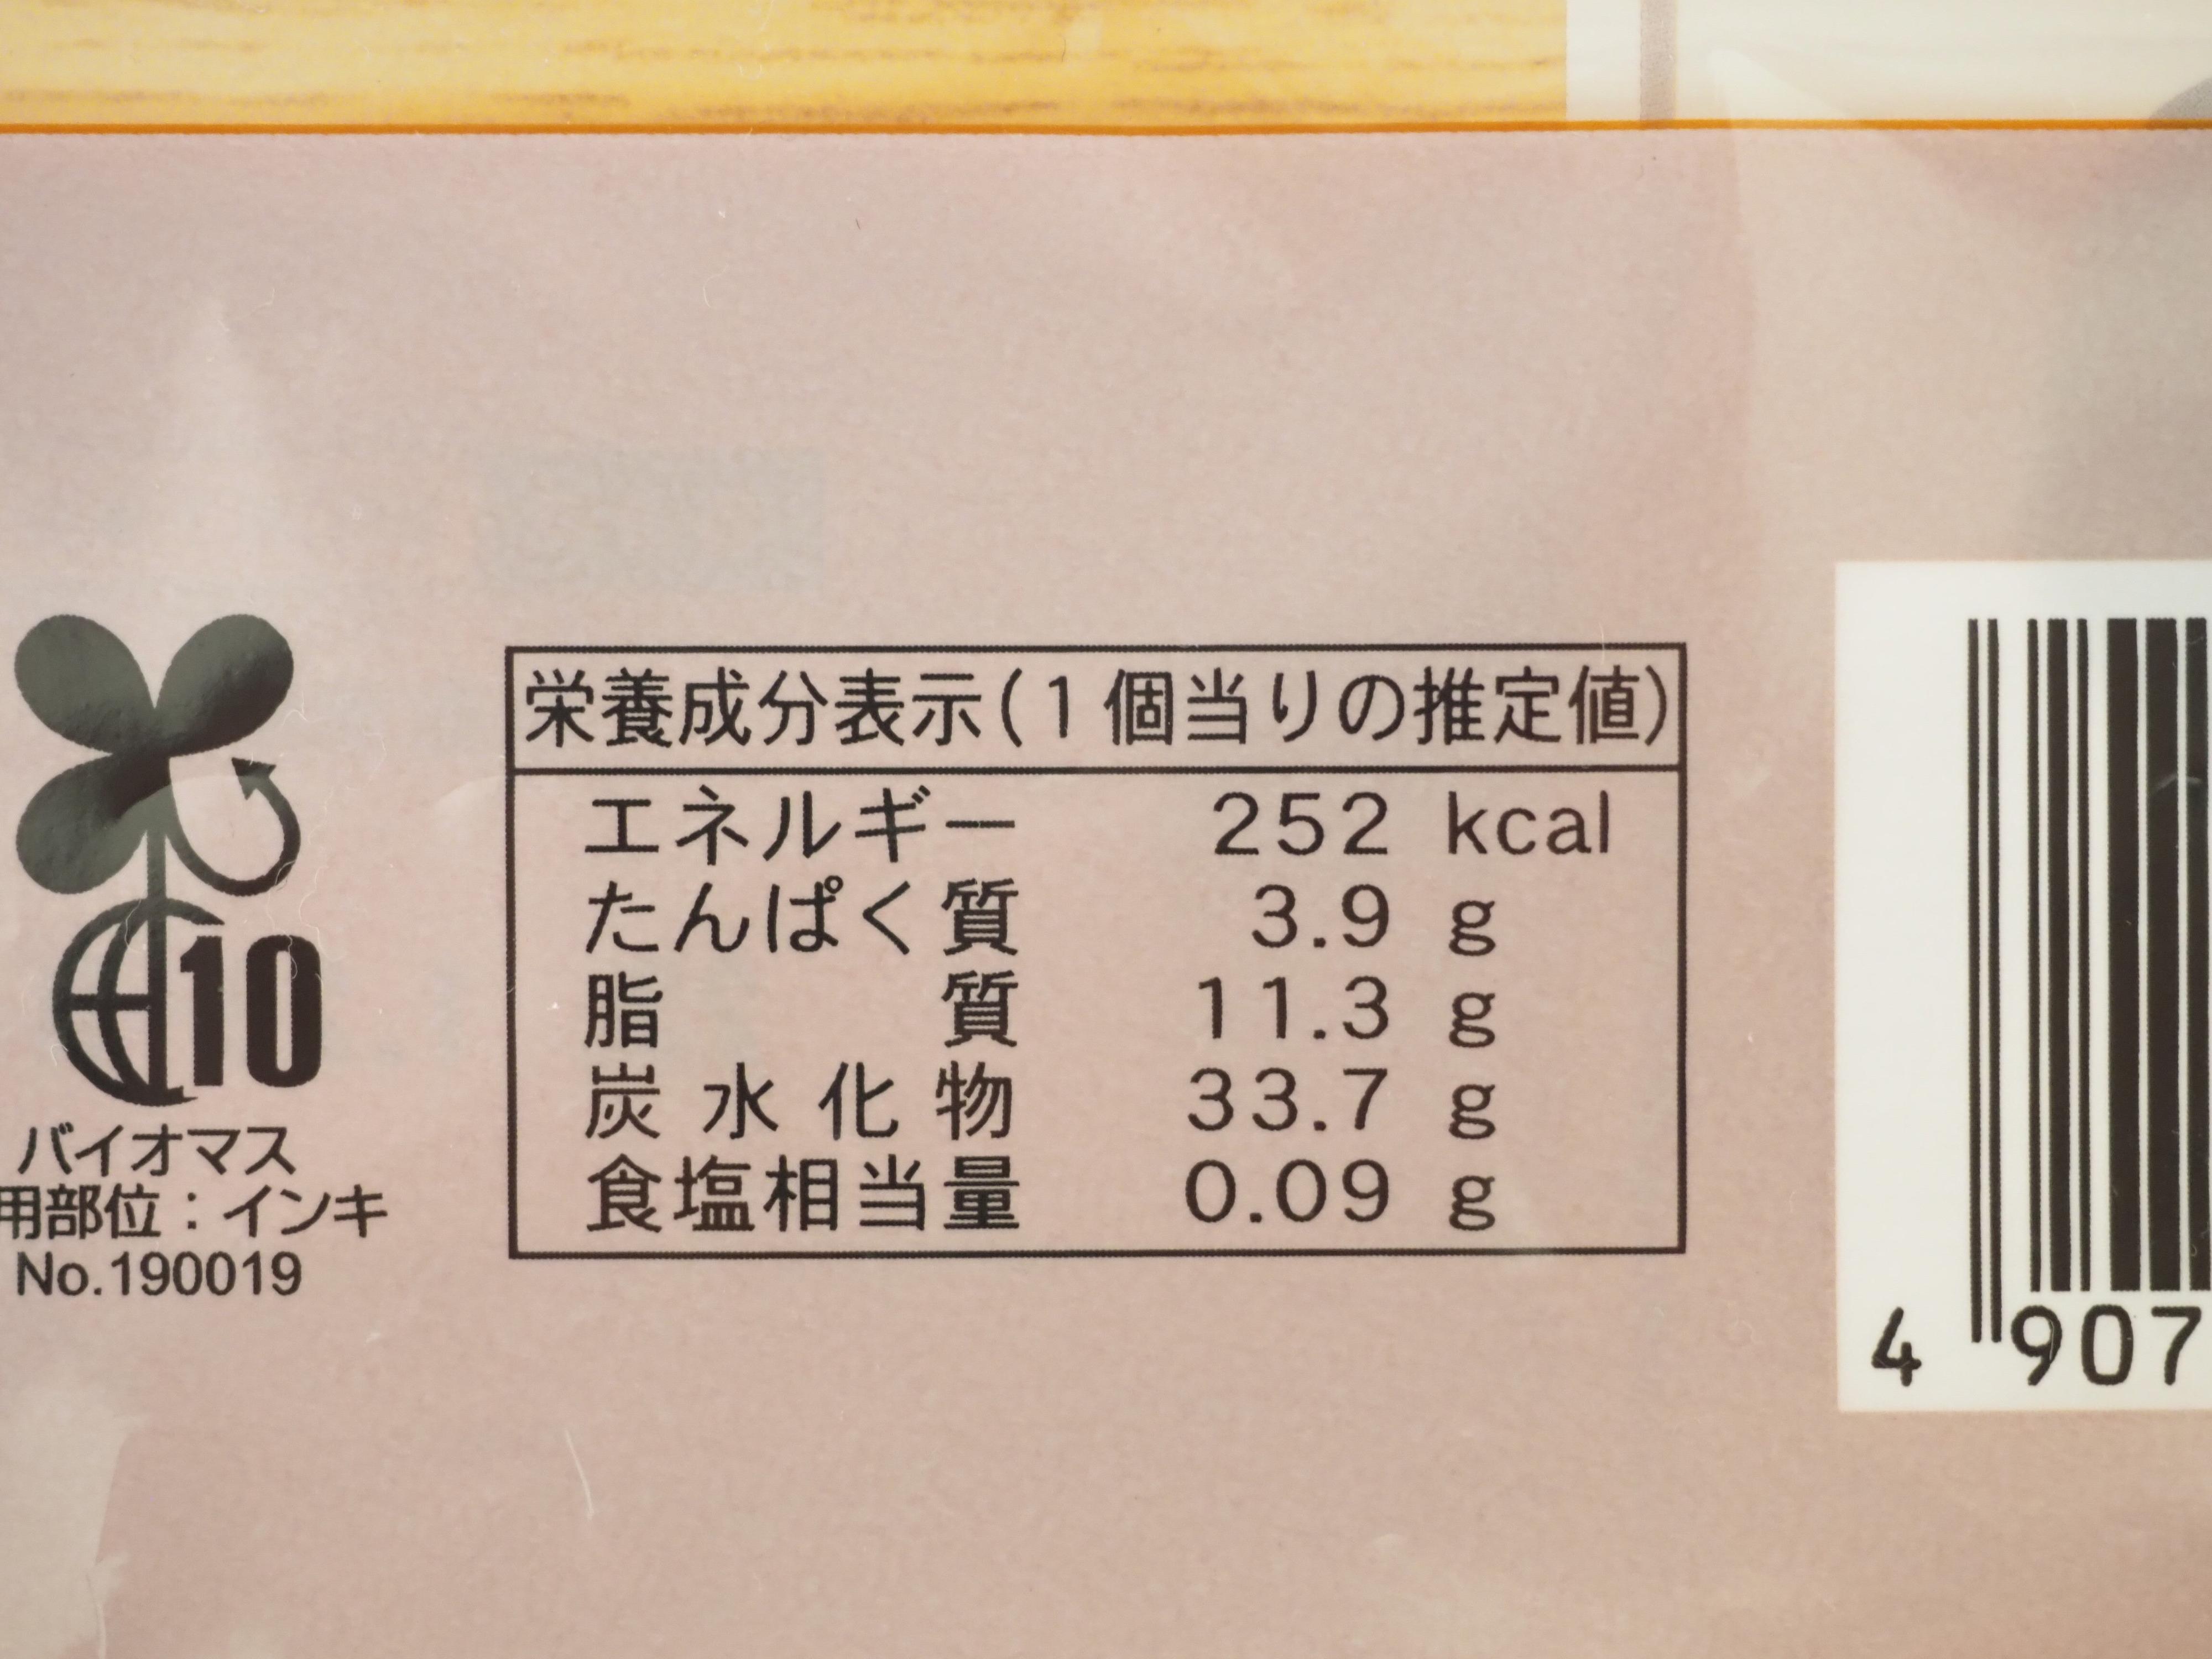 栄養成分表示(1個当りの推定値)
エネルギー 252 kcal
たんぱく質 3.9 g
脂質 11.3 g
炭水化物 33.7 g
食塩相当量 0.09 g
10
バイオマス
用部位：インキ
No.190019
4 907